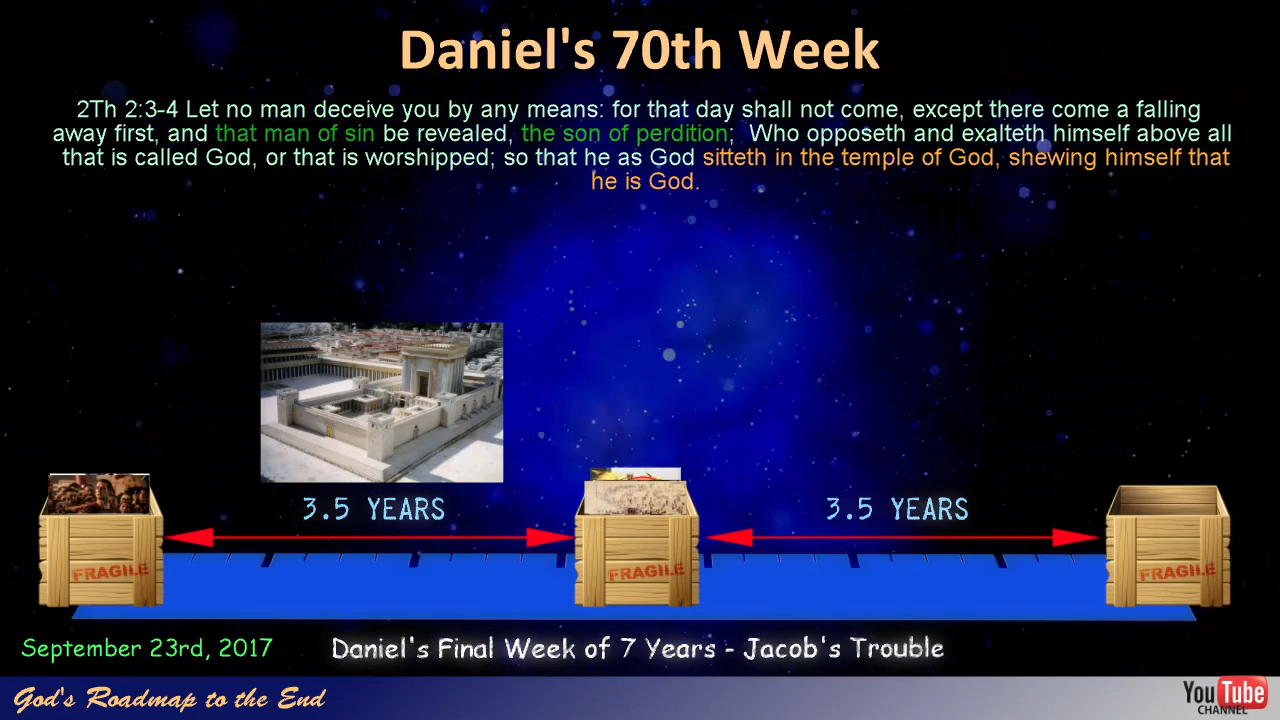 Daniel's 70th Week
2Th 2:3-4 Let no man deceive you by any means: for that day shall not come, except there come a falling
away first, and that man of sin be revealed, the son of perdition;  Who opposeth and exalteth himself above all
that is called God, or that is worshipped; so that he as God sitteth in the temple of God, shewing himself that
he is God.
3.5 YEARS
3.5 YEARS
FRAGILE
FRAGILE
FRAGILE
September 23rd, 2017
Daniel's Final Week of 7 Years - Jacob's Trouble
God's Roadmap to the End
YouTube
CHANNEL